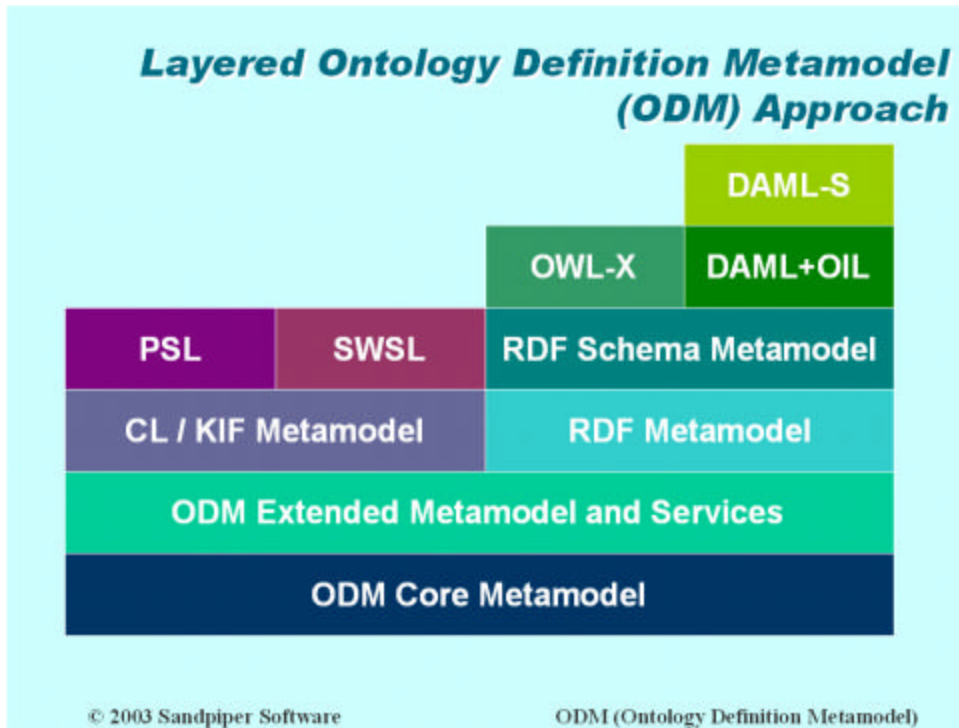 Layered Ontology Definition Metamodel
(ODM) Approach
DAML-S
OWL-X
DAML+OIL
PSL
SWSL
RDF Schema Metamodel
CL / KIF Metamodel
RDF Metamodel
ODM Extended Metamodel and Services
ODM Core Metamodel
© 2003 Sandpiper Software
ODM (Ontology Definition Metamodel)